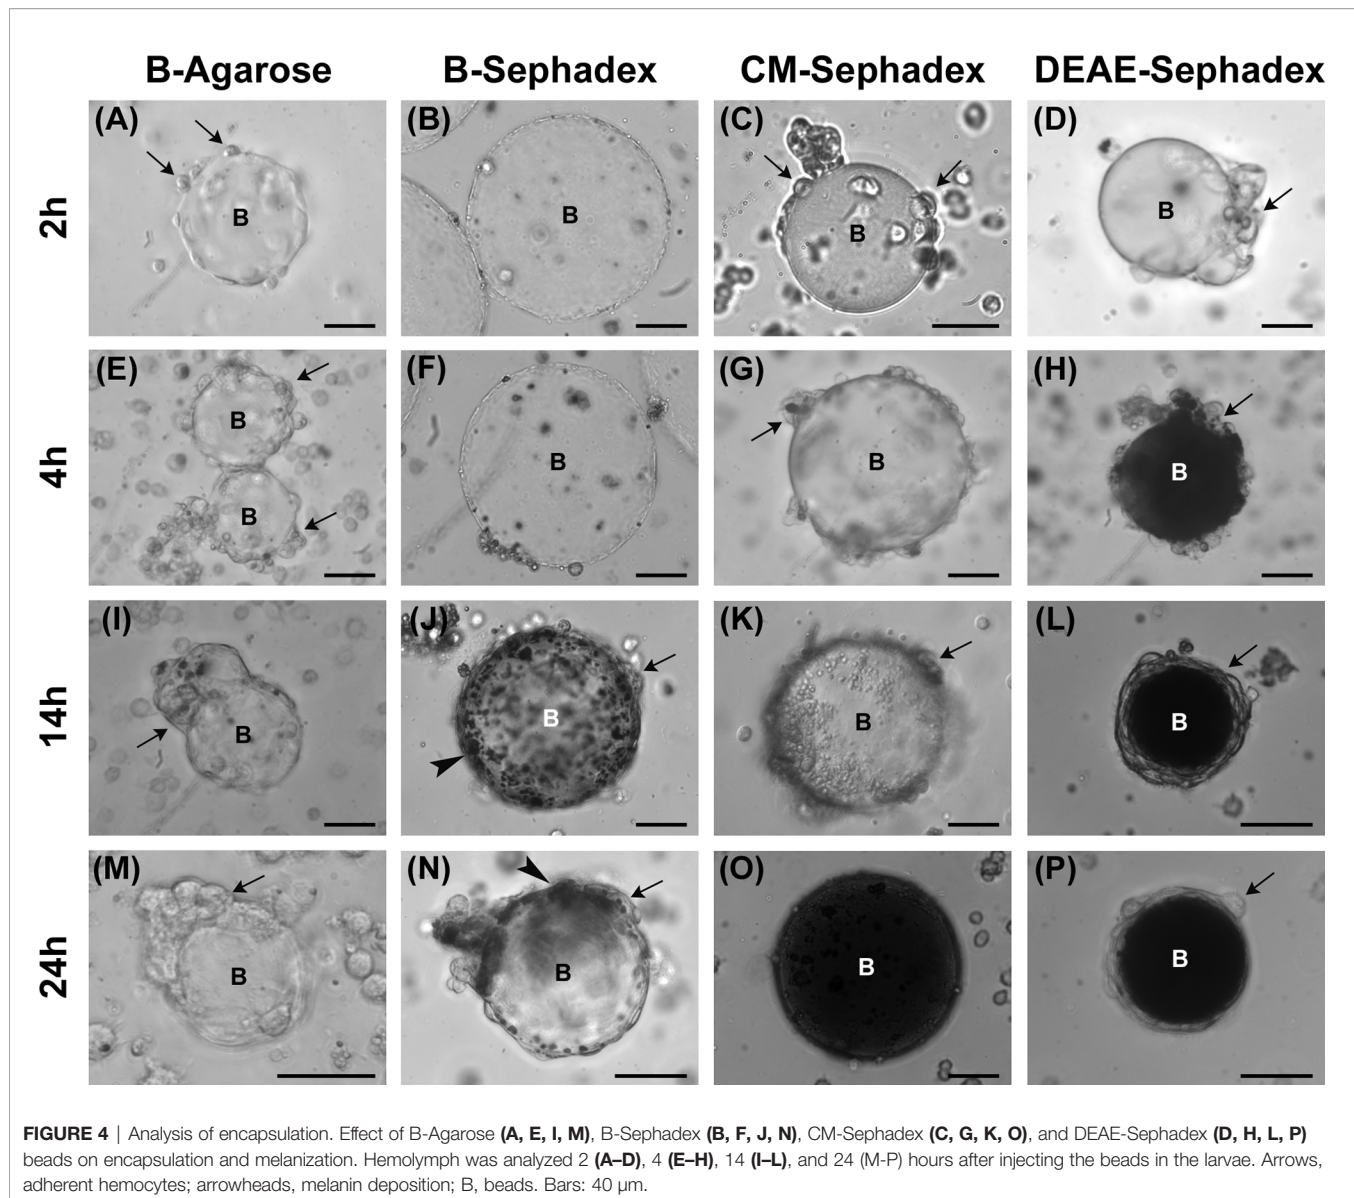 B-Agarose B-Sephadex CM-Sephadex DEAE-Sephadex
2h
(A) B
(B) B
(C) B
(D) B
4h
(E) B B
(F) B
(G) B
(H) B
14h
(I) B
(J) B
(K) B
(L) B
24h
(M) B
(N) B
(O) B
(P) B
FIGURE 4 | Analysis of encapsulation. Effect of B-Agarose (A, E, I, M), B-Sephadex (B, F, J, N), CM-Sephadex (C, G, K, O), and DEAE-Sephadex (D, H, L, P)
beads on encapsulation and melanization. Hemolymph was analyzed 2 (A–D), 4 (E–H), 14 (I–L), and 24 (M-P) hours after injecting the beads in the larvae. Arrows,
adherent hemocytes; arrowheads, melanin deposition; B, beads. Bars: 40 µm.